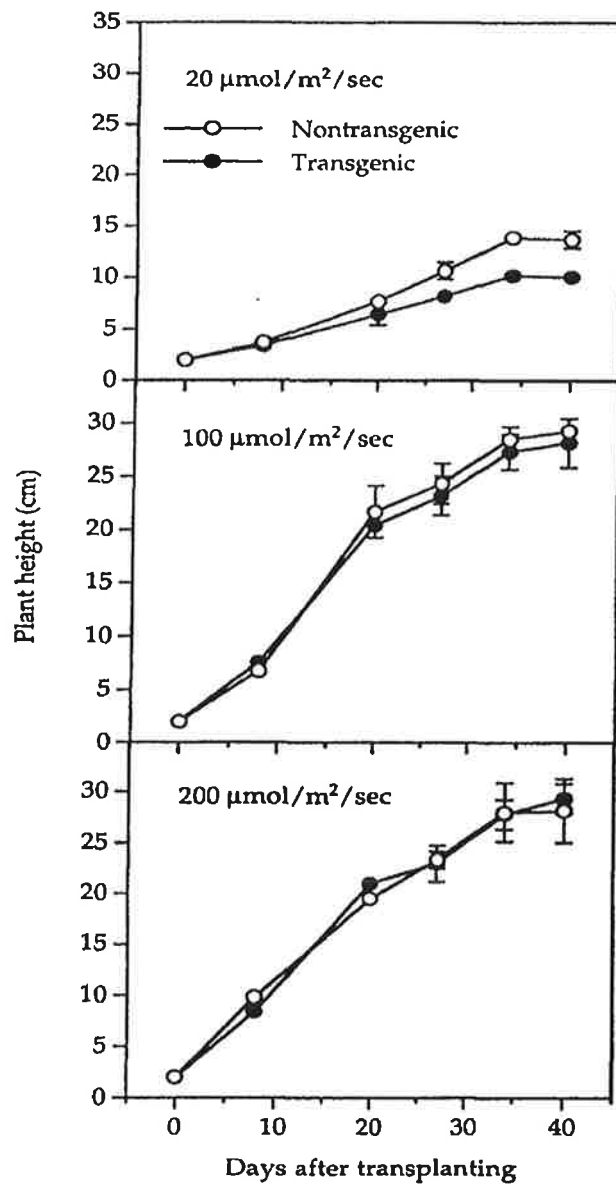 35
30
25
20
15
10
5
0
20 µmol/m²/sec
Nontransgenic
Transgenic
30
25
20
15
10
5
0
100 µmol/m²/sec
Plant height (cm)
30
25
20
15
10
5
0
200 µmol/m²/sec
0 10 20 30 40
Days after transplanting